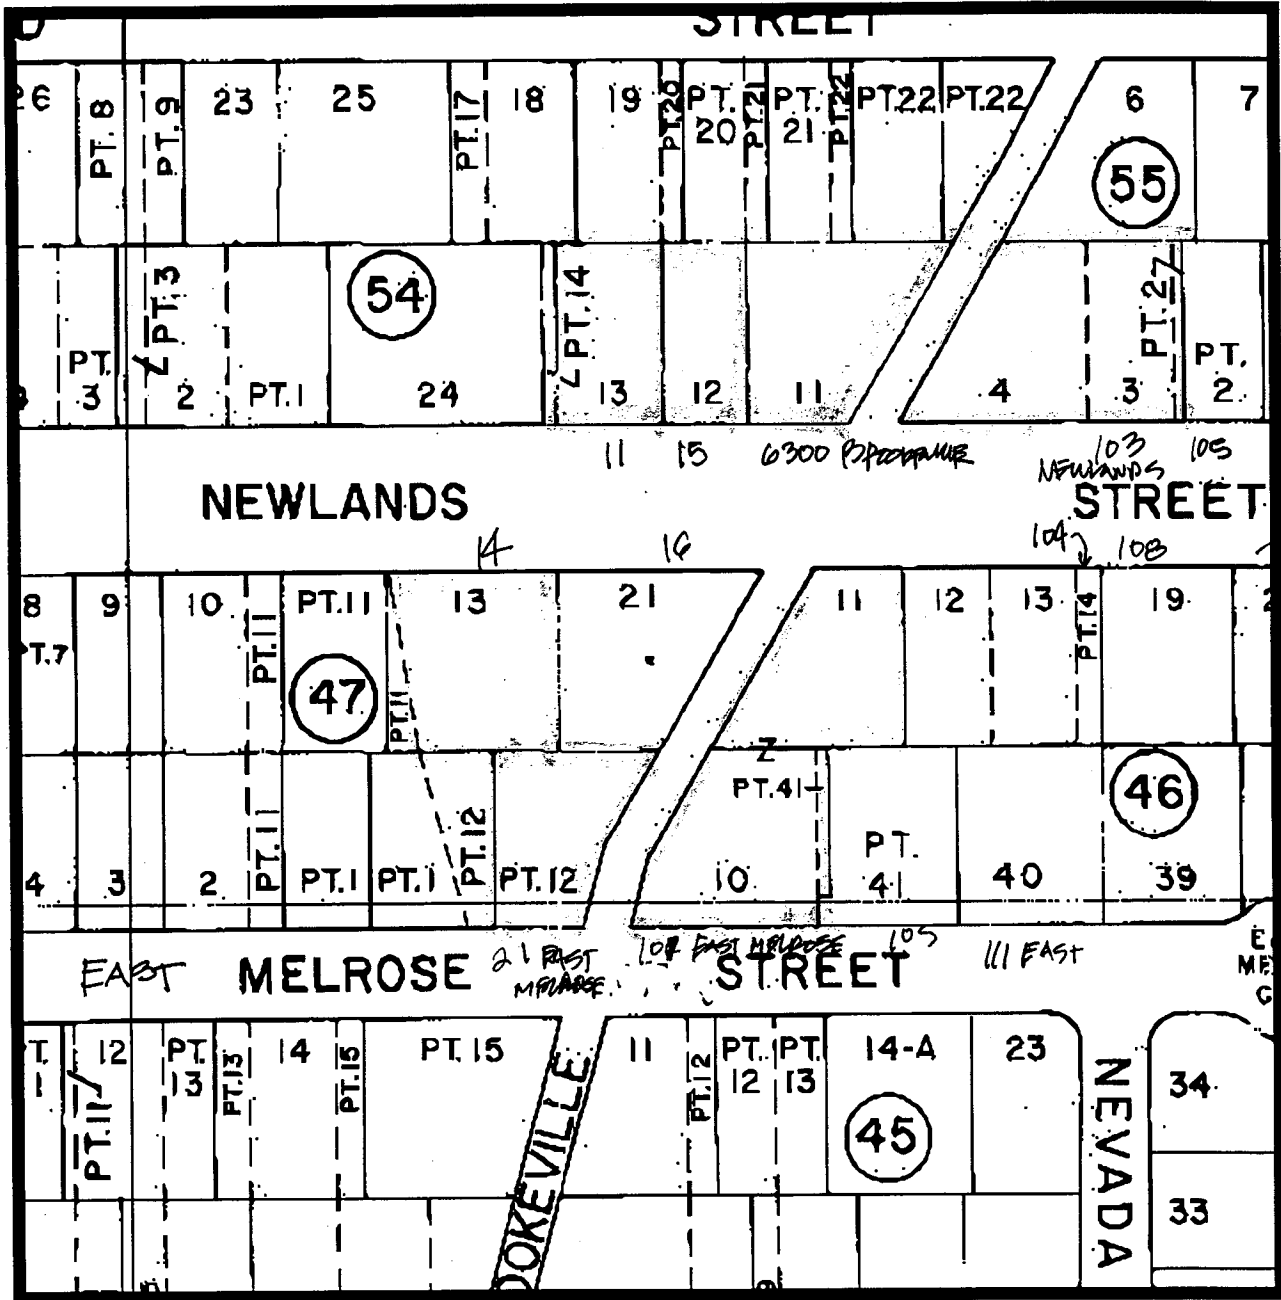 STREET
26 PT. 8 PT.9 23 25 PT.17 18 19 PT.20 PT. 20 PT.21 PT. 21 PT.22 PT.22 PT.22 6 7
55
54
PT. 3 PT.3 2 PT.1 24 PT.14 13 12 11 4 3 PT.27 PT. 2
11 15 6300 103 105
NEWLANDS
NEWLANDS STREET
14 16 104 108
8 9 10 PT.11 PT.11 13 21 11 12 13 PT.14 19
PT.7
47 PT.11
Z
PT.41
46
4 3 2 PT.11 PT.1 PT.1 PT.12 PT.12 10 PT. 41 40 39
21 EAST EAST MELROSE 105 111 EAST
EAST MELROSE MELROSE STREET
12 PT.11 PT. 13 PT.13 14 PT.15 PT. 15 11 PT.12 PT. 12 PT. 13 14-A 23
45
34
33
OOKEVILLE
NEVADA